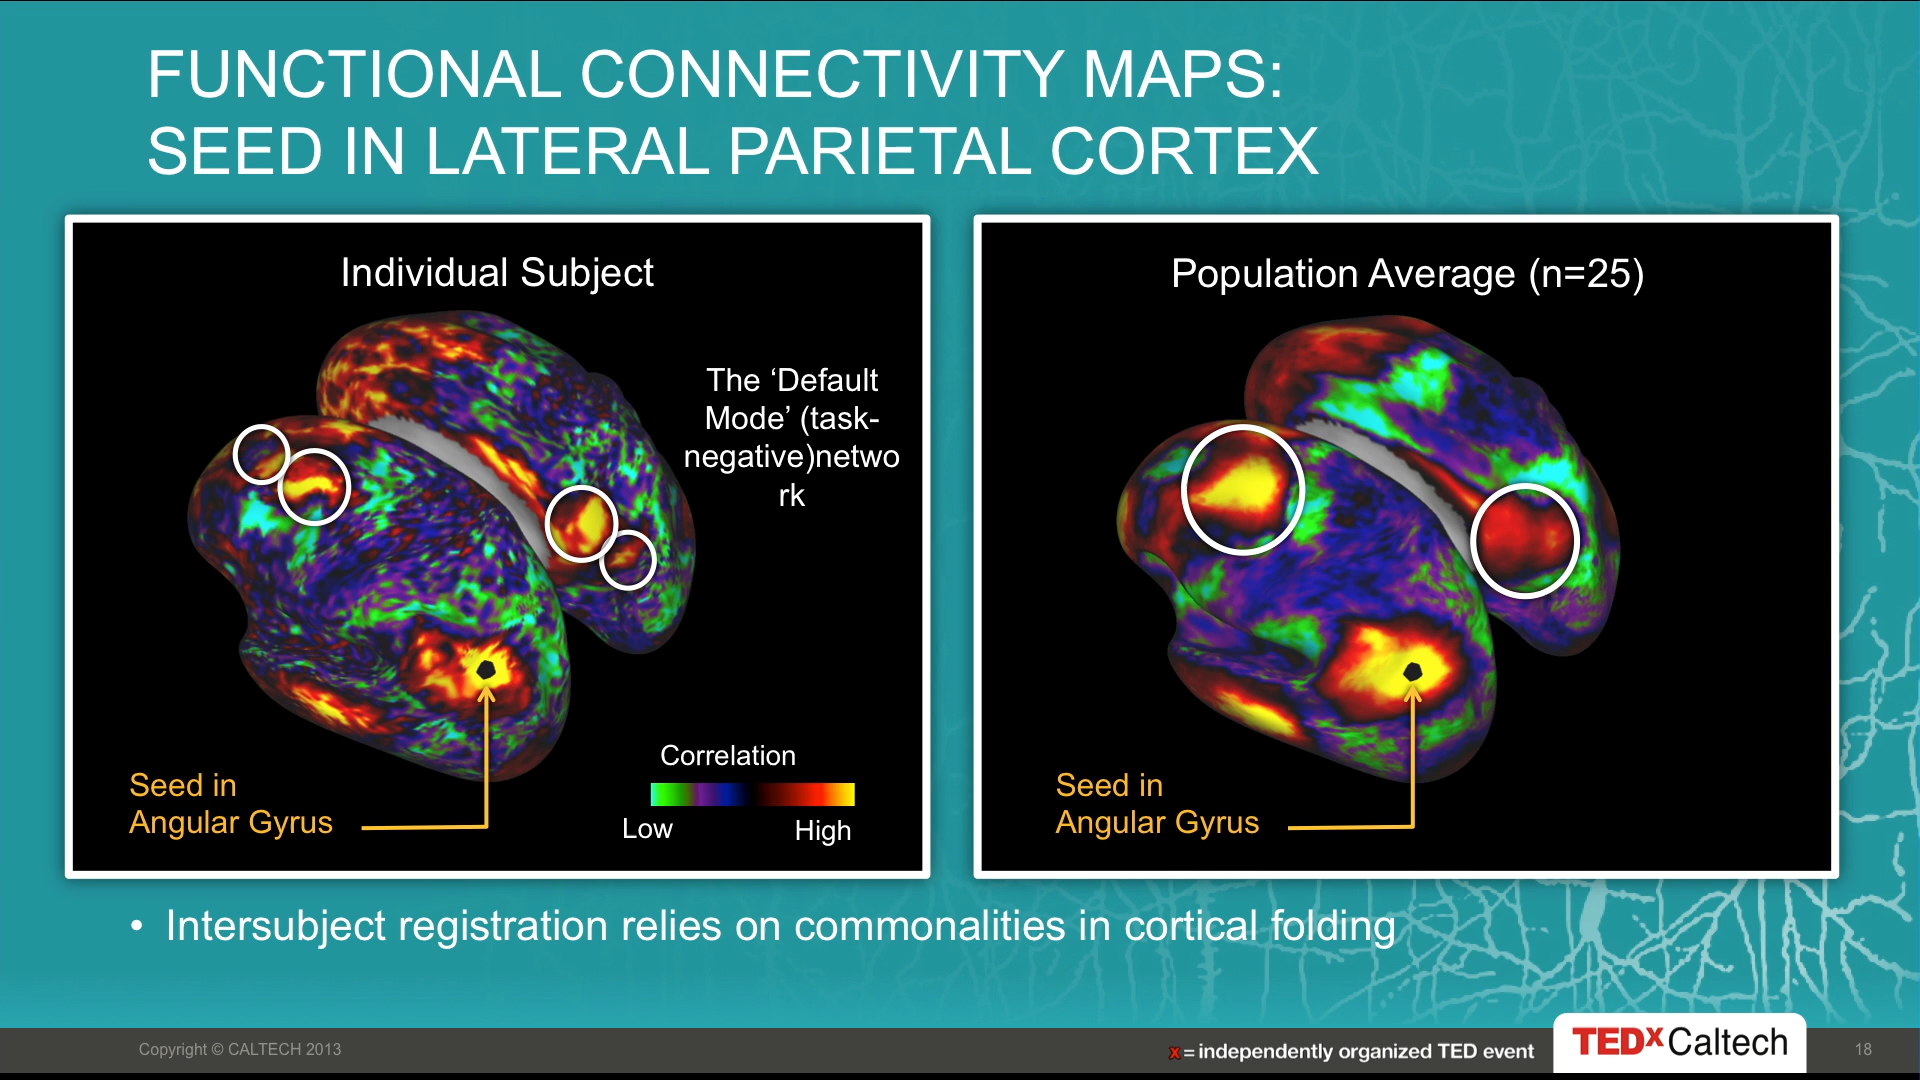 FUNCTIONAL CONNECTIVITY MAPS:
SEED IN LATERAL PARIETAL CORTEX
Individual Subject
The ‘Default
Mode’ (task-
negative)netwo
rk
Correlation
Low
High
Seed in
Angular Gyrus
Population Average (n=25)
Seed in
Angular Gyrus
• Intersubject registration relies on commonalities in cortical folding
Copyright © CALTECH 2013
x = independently organized TED event
TEDx Caltech
18